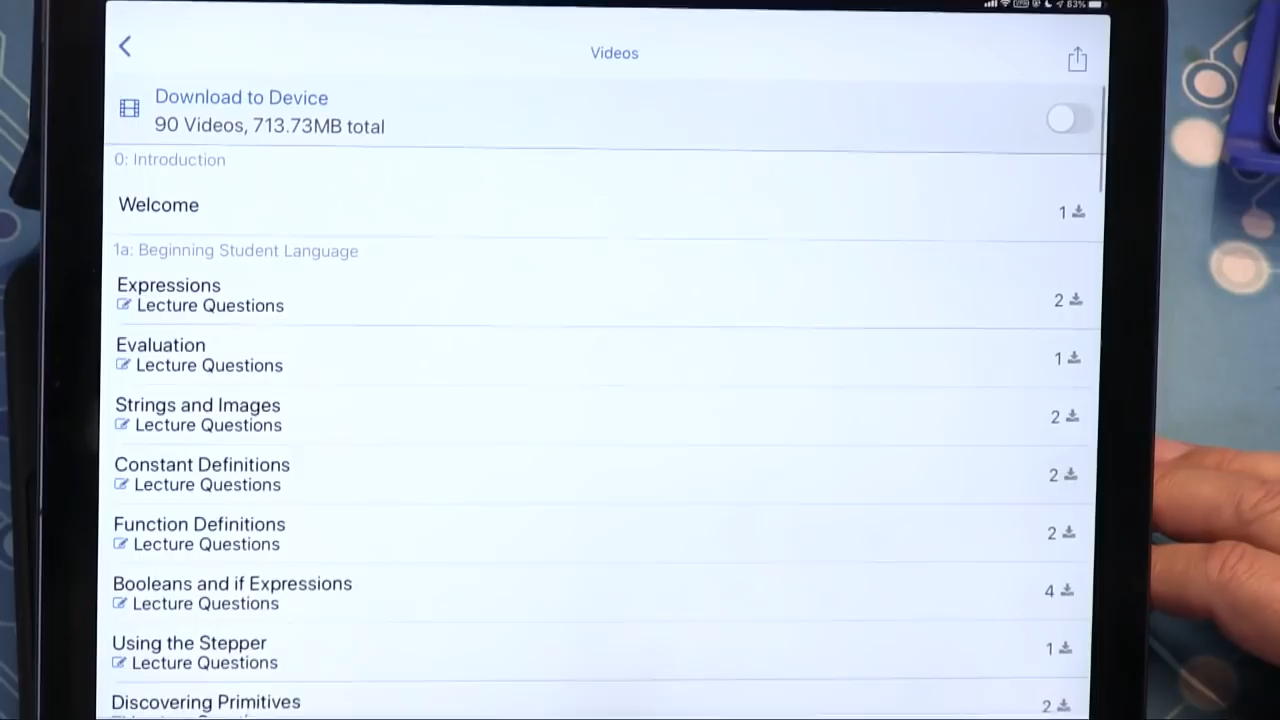 83%
Videos
Download to Device
90 Videos, 713.73MB total
0: Introduction
Welcome
1
1a: Beginning Student Language
Expressions
Lecture Questions
2
Evaluation
Lecture Questions
1
Strings and Images
Lecture Questions
2
Constant Definitions
Lecture Questions
2
Function Definitions
Lecture Questions
2
Booleans and if Expressions
Lecture Questions
4
Using the Stepper
Lecture Questions
1
Discovering Primitives
2